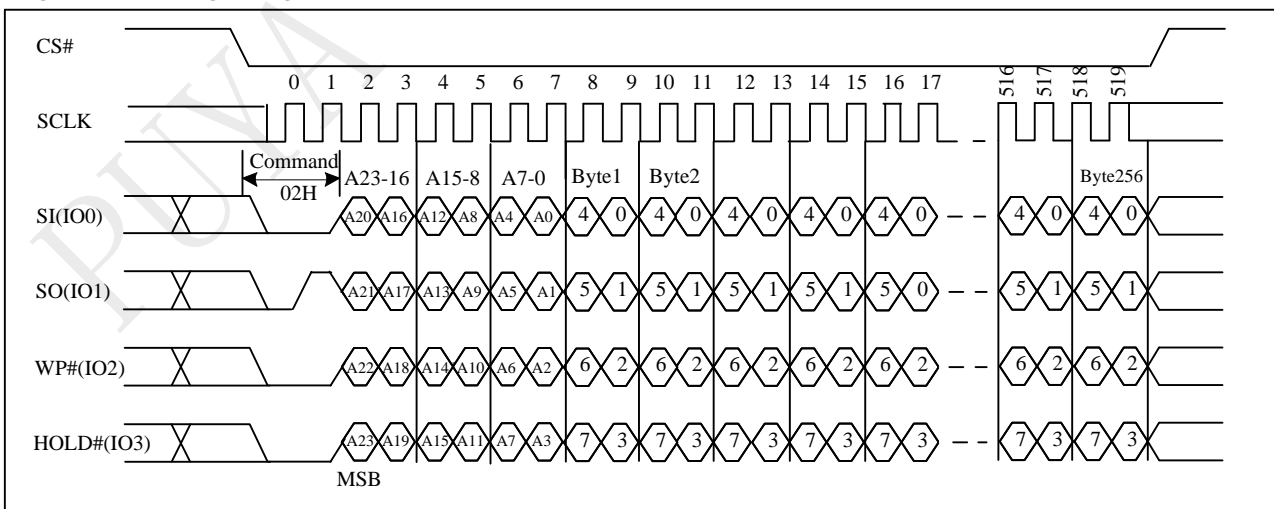 PUYA
CS#
0 1 2 3 4 5 6 7 8 9 10 11 12 13 14 15 16 17 516 517 518 519
SCLK
Command
02H
A23-16 A15-8 A7-0 Byte1 Byte2 Byte256
SI(IO0) A20 A16 A12 A8 A4 A0 4 0 4 0 4 0 4 0 4 0 4 0 4 0
SO(IO1) A21 A17 A13 A9 A5 A1 5 1 5 1 5 1 5 1 5 0 5 1 5 1
WP#(IO2) A22 A18 A14 A10 A6 A2 6 2 6 2 6 2 6 2 6 2 6 2 6 2
HOLD#(IO3) A23 A19 A15 A11 A7 A3 7 3 7 3 7 3 7 3 7 3 7 3 7 3
MSB